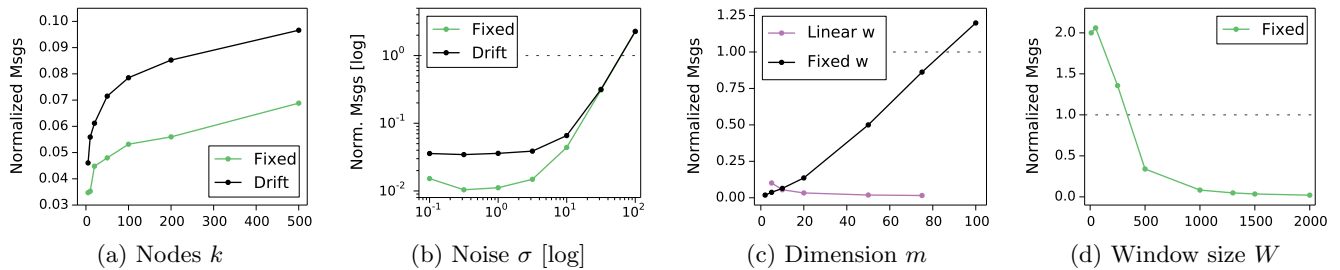 Normalized Msgs
0.10
0.09
0.08
0.07
0.06
0.05
0.04
0.03
Fixed
Drift
0 100 200 300 400 500
(a) Nodes k
Norm. Msgs [log]
10^0
10^-1
10^-2
Fixed
Drift
10^-1 10^0 10^1 10^2
(b) Noise σ [log]
Normalized Msgs
1.25
1.00
0.75
0.50
0.25
0.00
Linear w
Fixed w
0 20 40 60 80 100
(c) Dimension m
Normalized Msgs
2.0
1.5
1.0
0.5
0.0
Fixed
0 500 1000 1500 2000
(d) Window size W